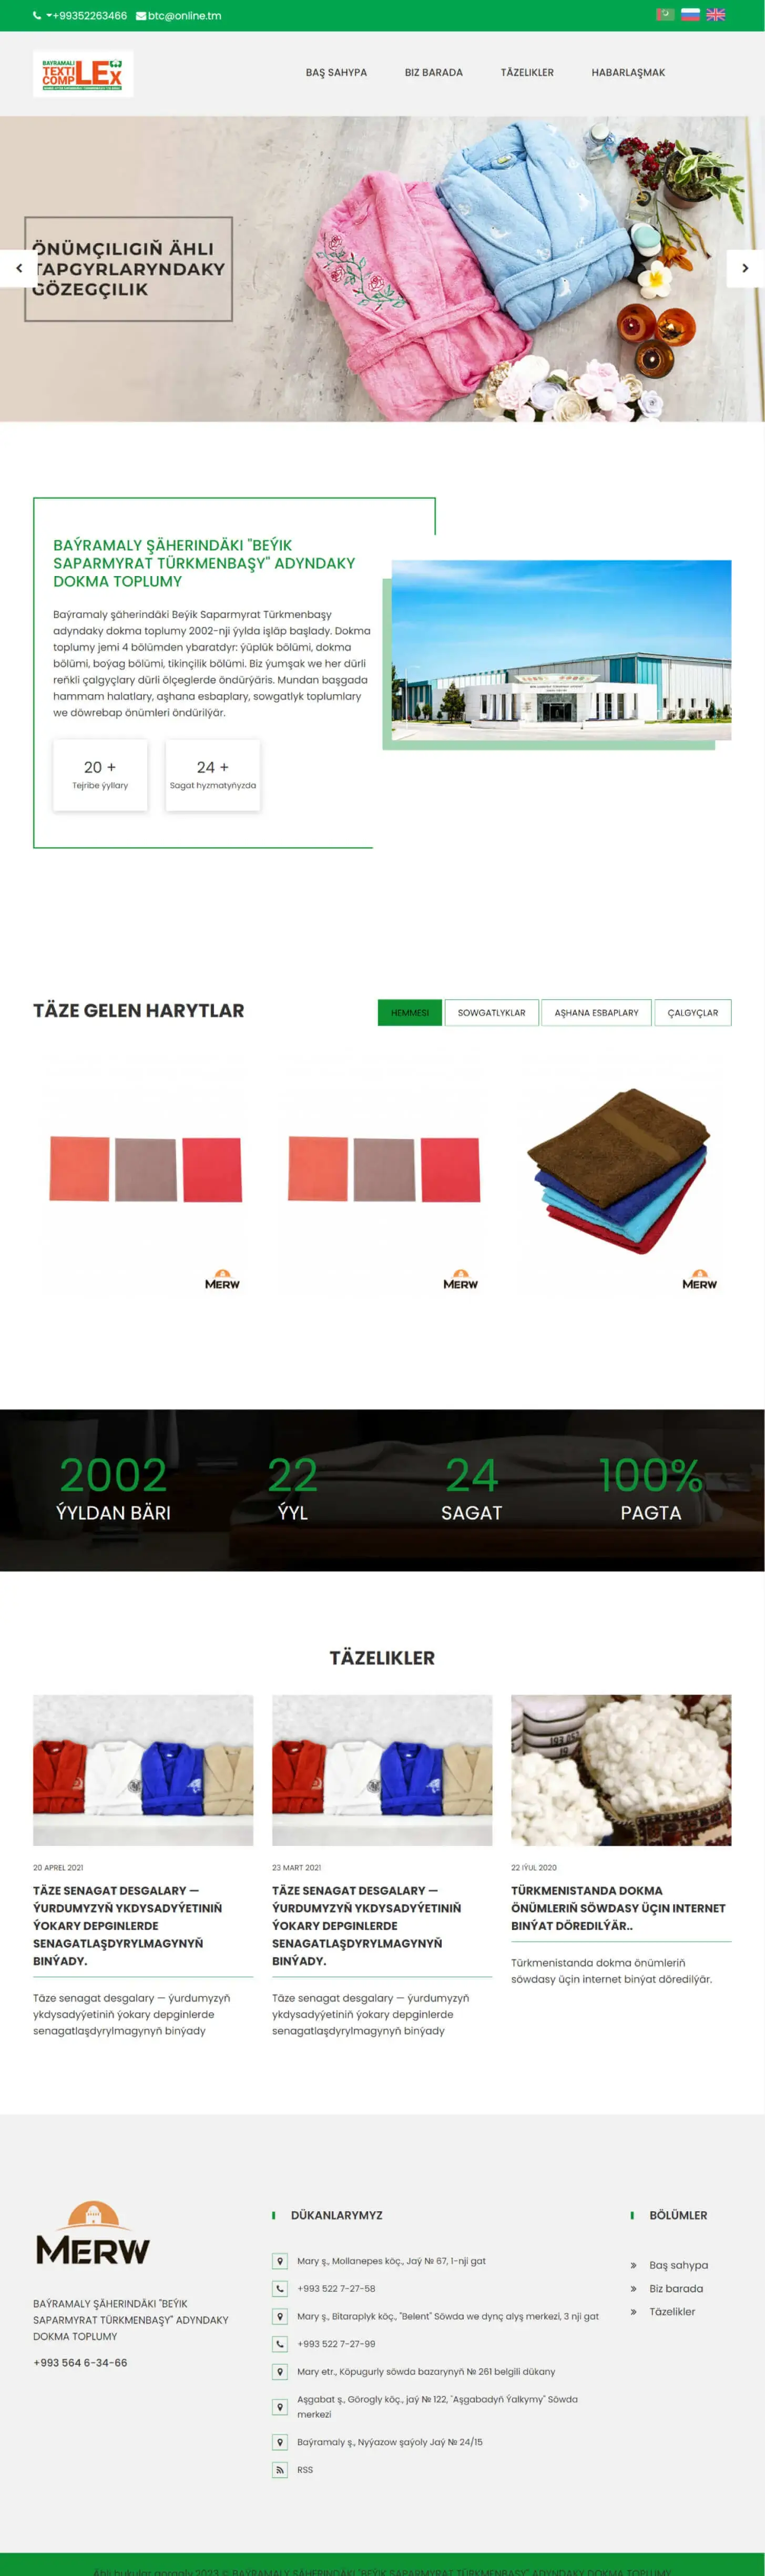 +99352263466 btc@online.tm
BAYRAMALI
TEXTILEX
COMP
BAŞ SAHYPA BIZ BARADA TÄZELIKLER HABARLAŞMAK
ÖNÜMÇILIGIŇ ÄHLI
TAPGYRLARYNDAKY
GÖZEGÇILIK
BAÝRAMALY ŞÄHERINDÄKI "BEÝIK
SAPARMYRAT TÜRKMENBAŞY" ADYNDAKY
DOKMA TOPLUMY
Baýramaly şäherindäki Beýik Saparmyrat Türkmenbaşy
adyndaky dokma toplumy 2002-nji ýylda işläp başlady. Dokma
toplumy jemi 4 bölümden ybaratdyr: ýüplük bölümi, dokma
bölümi, boýag bölümi, tikinçilik bölümi. Biz ýumşak we her dürli
reňkli çalgyçlary dürli ölçeglerde öndürýäris. Mundan başgada
hammam halatlary, aşhana esbaplary, sowgatlyk toplumlary
we döwrebap önümleri öndürilýär.
20 +
Tejribe ýyllary
24 +
Sagat hyzmatyňyzda
TÄZE GELEN HARYTLAR
HEMMESI SOWGATLYKLAR AŞHANA ESBAPLARY ÇALGYÇLAR
MERW MERW MERW
2002 22 24 100%
ÝYLDAN BÄRI ÝYL SAGAT PAGTA
TÄZELIKLER
20 APREL 2021
TÄZE SENAGAT DESGALARY —
ÝURDUMYZYŇ YKDYSADYÝETINIŇ
ÝOKARY DEPGINLERDE
SENAGATLAŞDYRYLMAGYNYŇ
BINÝADY.
Täze senagat desgalary — ýurdumyzyň
ykdysadyýetiniň ýokary depginlerde
senagatlaşdyrylmagynyň binýady
23 MART 2021
TÄZE SENAGAT DESGALARY —
ÝURDUMYZYŇ YKDYSADYÝETINIŇ
ÝOKARY DEPGINLERDE
SENAGATLAŞDYRYLMAGYNYŇ
BINÝADY.
Täze senagat desgalary — ýurdumyzyň
ykdysadyýetiniň ýokary depginlerde
senagatlaşdyrylmagynyň binýady
22 IÝUL 2020
TÜRKMENISTANDA DOKMA
ÖNÜMLERIŇ SÖWDASY ÜÇIN INTERNET
BINÝAT DÖREDILÝÄR..
Türkmenistanda dokma önümleriň
söwdasy üçin internet binýat döredilýär.
MERW
BAÝRAMALY ŞÄHERINDÄKI "BEÝIK
SAPARMYRAT TÜRKMENBAŞY" ADYNDAKY
DOKMA TOPLUMY
+993 564 6-34-66
DÜKANLARYMYZ
Mary ş., Mollanepes köç., Jaý № 67, 1-nji gat
+993 522 7-27-58
Mary ş., Bitaraplyk köç., "Belent" Söwda we dynç alyş merkezi, 3 nji gat
+993 522 7-27-99
Mary etr., Köpugurly söwda bazarynyň № 261 belgili dükany
Aşgabat ş., Görogly köç., jaý № 122, "Aşgabadyň Ýalkymy" Söwda
merkezi
Baýramaly ş., Nyýazow şaýoly Jaý № 24/15
RSS
BÖLÜMLER
Baş sahypa
Biz barada
Täzelikler
Ähli hukular goragly 2023 © BAÝRAMALY ŞÄHERINDÄKI "BEÝIK SAPARMYRAT TÜRKMENBAŞY" ADYNDAKY DOKMA TOPLUMY